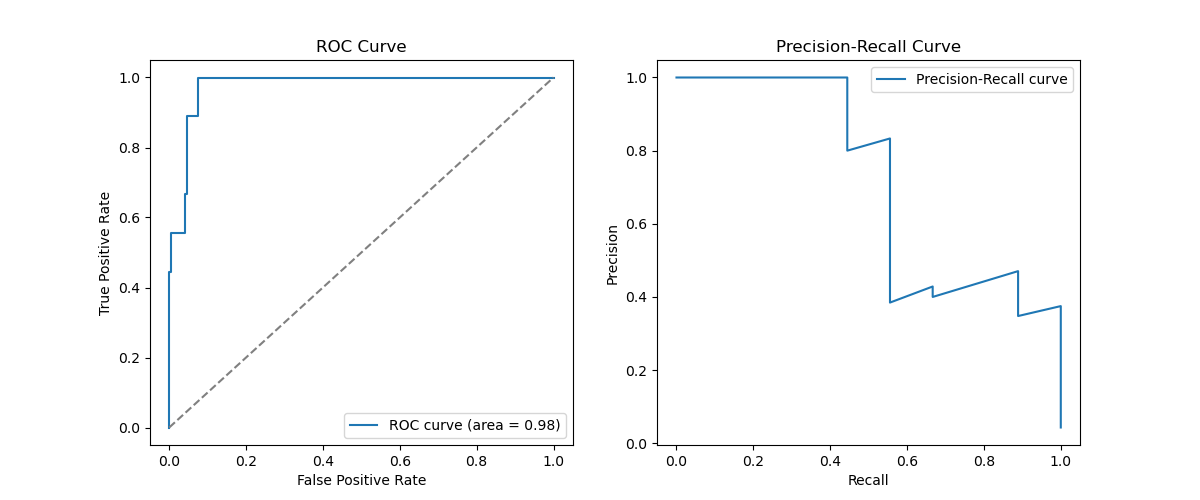 ROC Curve
True Positive Rate
1.0
0.8
0.6
0.4
0.2
0.0
0.0 0.2 0.4 0.6 0.8 1.0
False Positive Rate
ROC curve (area = 0.98)
Precision-Recall Curve
Precision
1.0
0.8
0.6
0.4
0.2
0.0
0.0 0.2 0.4 0.6 0.8 1.0
Recall
Precision-Recall curve